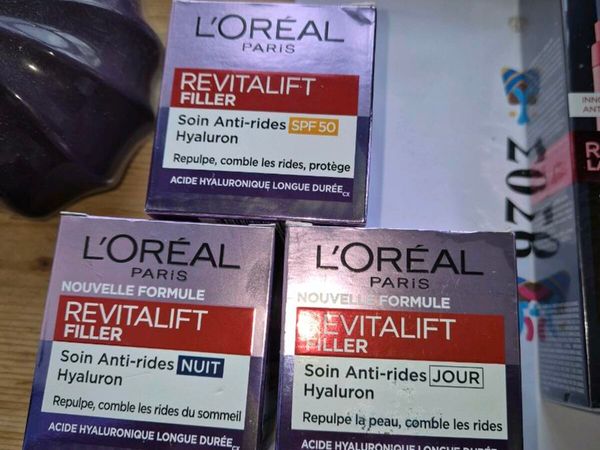 L'ORÉAL
PARIS
REVITALIFT
FILLER
Soin Anti-rides SPF 50
Hyaluron
Repulpe, comble les rides, protège
ACIDE HYALURONIQUE LONGUE DURÉE CX
L'ORÉAL
PARIS
NOUVELLE FORMULE
REVITALIFT
FILLER
Soin Anti-rides NUIT
Hyaluron
Repulpe, comble les rides du sommeil
ACIDE HYALURONIQUE LONGUE DURÉE CX
L'ORÉAL
PARIS
NOUVELLE FORMULE
REVITALIFT
FILLER
Soin Anti-rides JOUR
Hyaluron
Repulpe la peau, comble les rides
ACIDE HYALURONIQUE LONGUE DURÉE